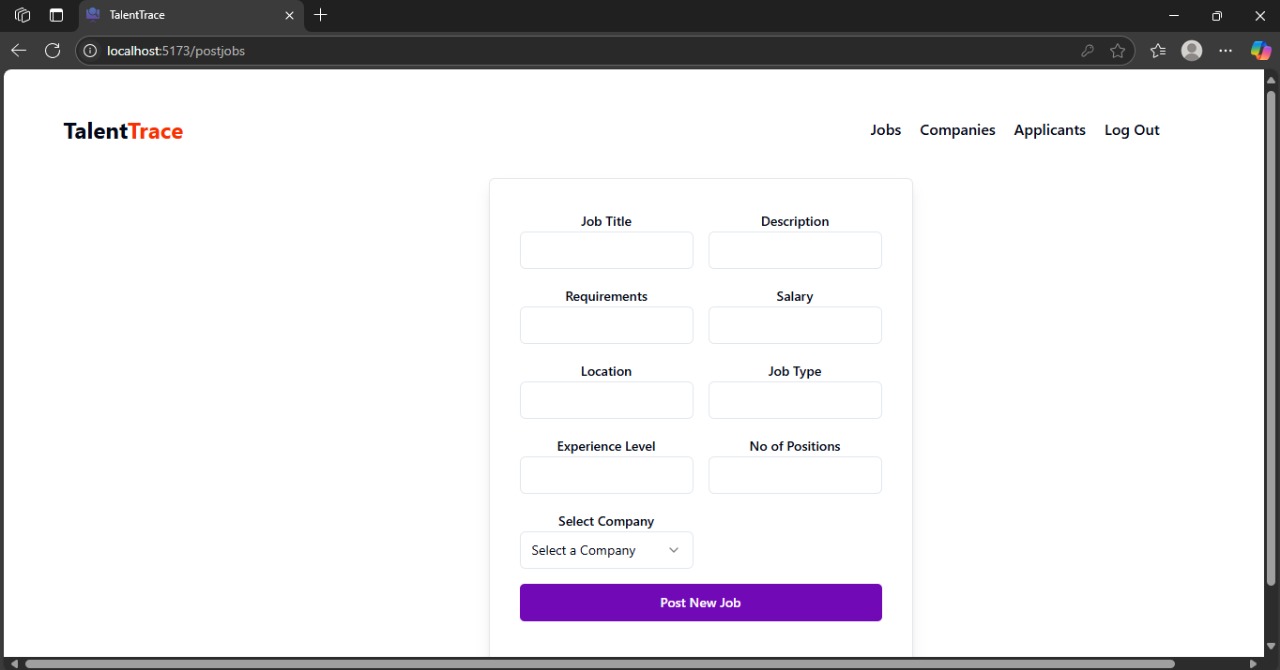 TalentTrace
localhost:5173/postjobs
TalentTrace
Jobs Companies Applicants Log Out
Job Title Description
Requirements Salary
Location Job Type
Experience Level No of Positions
Select Company
Select a Company
Post New Job